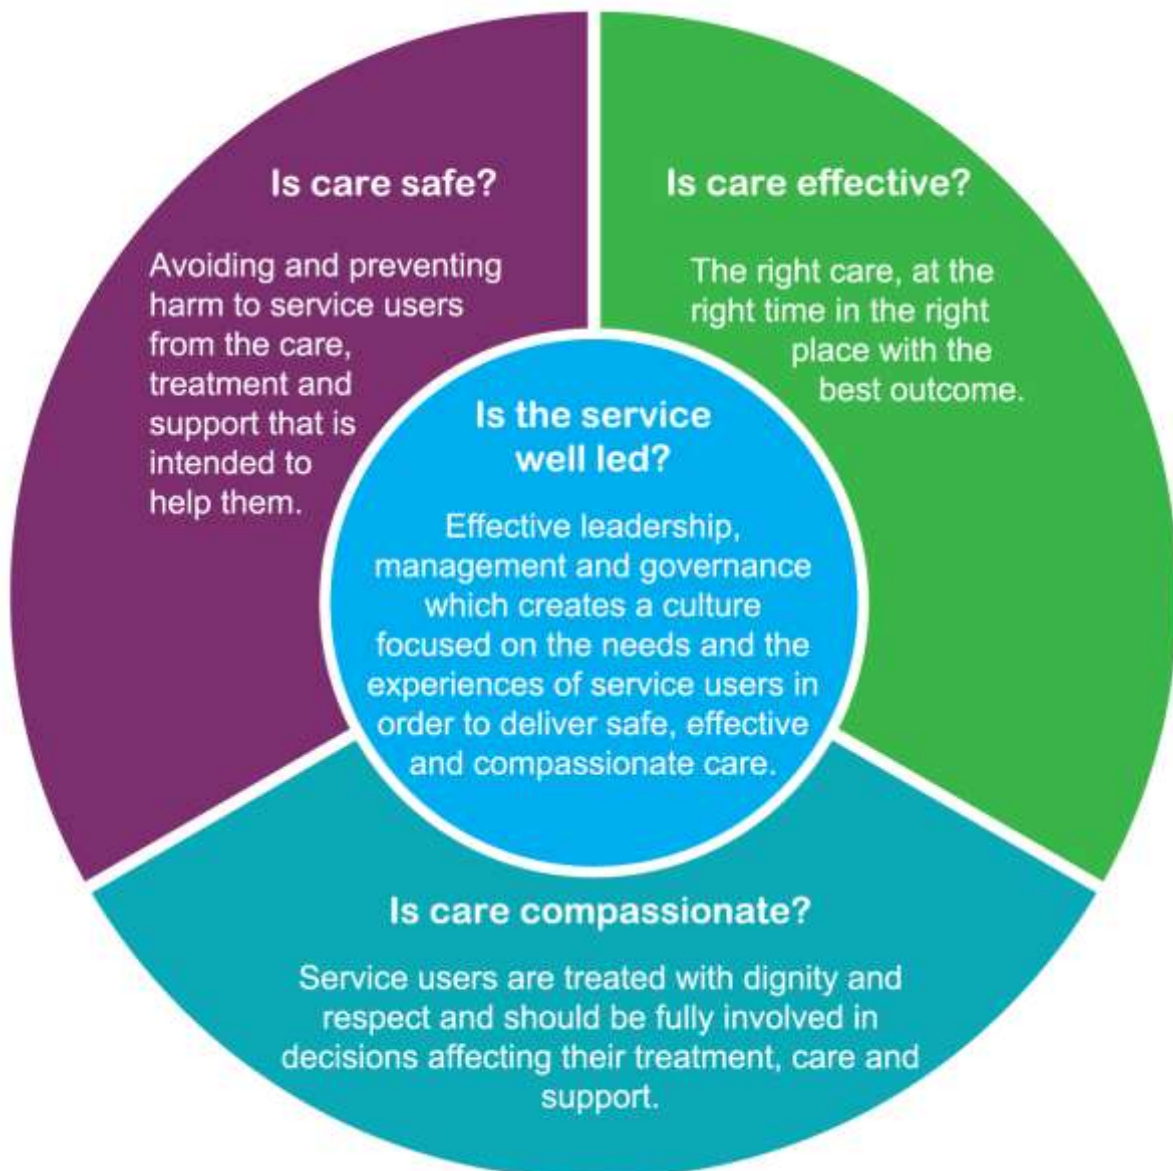 Is care safe?
Avoiding and preventing
harm to service users
from the care,
treatment and
support that is
intended to
help them.
Is care effective?
The right care, at the
right time in the right
place with the
best outcome.
Is the service
well led?
Effective leadership,
management and governance
which creates a culture
focused on the needs and the
experiences of service users in
order to deliver safe, effective
and compassionate care.
Is care compassionate?
Service users are treated with dignity and
respect and should be fully involved in
decisions affecting their treatment, care and
support.